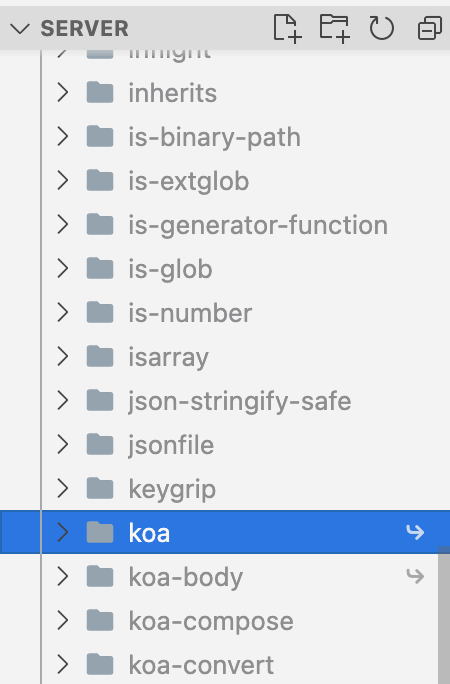 SERVER
inherits
is-binary-path
is-extglob
is-generator-function
is-glob
is-number
isarray
json-stringify-safe
jsonfile
keygrip
koa
koa-body
koa-compose
koa-convert